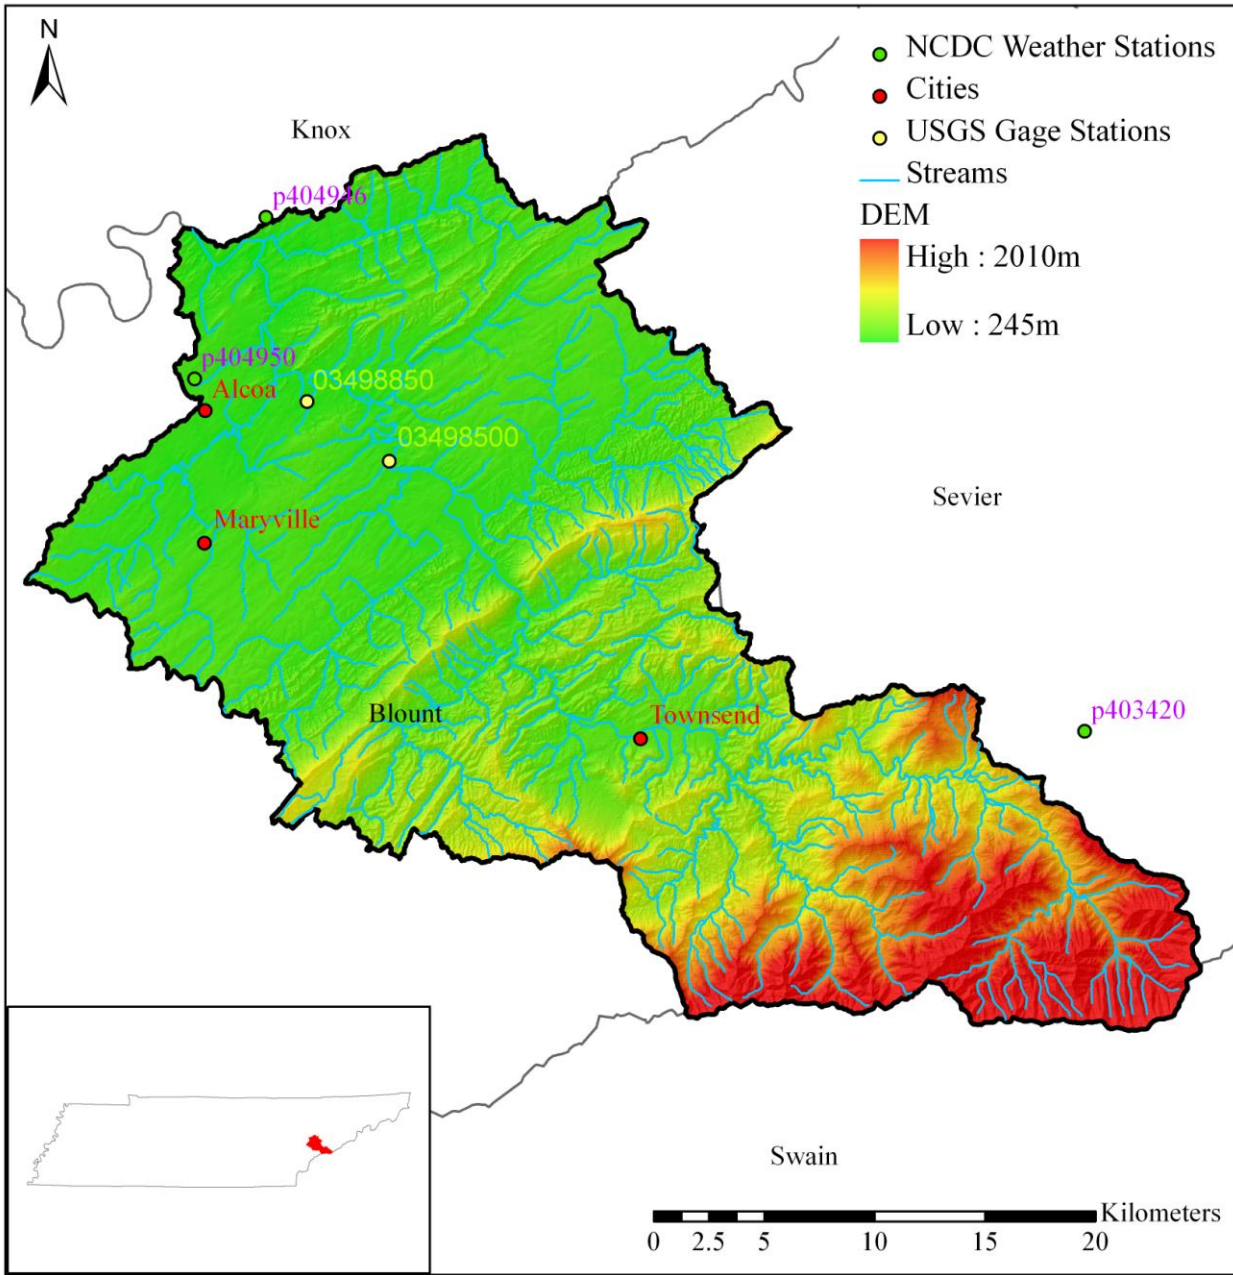 N
NCDC Weather Stations
Cities
USGS Gage Stations
Streams
DEM
High : 2010m
Low : 245m
Knox
p404946
p404950
Alcoa
03498850
03498500
Maryville
Sevier
Blount
Townsend
p403420
Swain
Kilometers
0 2.5 5 10 15 20